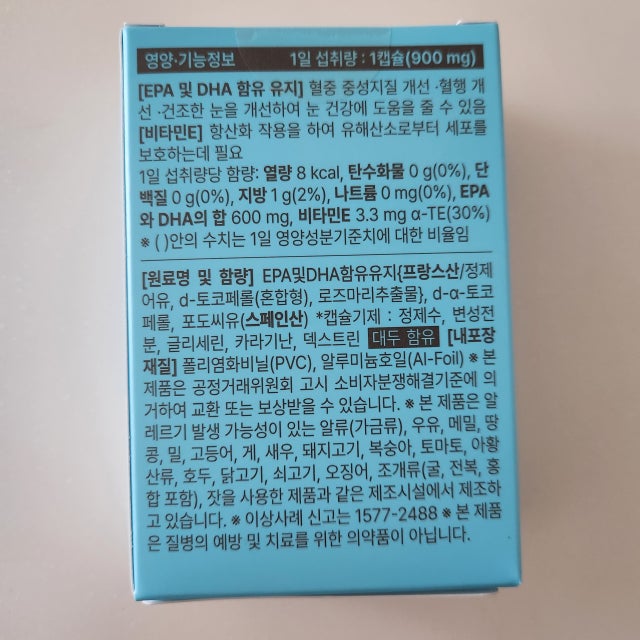 영양·기능정보 1일 섭취량 : 1캡슐(900 mg)
[EPA 및 DHA 함유 유지] 혈중 중성지질 개선 ·혈행 개
선 ·건조한 눈을 개선하여 눈 건강에 도움을 줄 수 있음
[비타민E] 항산화 작용을 하여 유해산소로부터 세포를
보호하는데 필요
1일 섭취량당 함량: 열량 8 kcal, 탄수화물 0 g(0%), 단
백질 0 g(0%), 지방 1 g(2%), 나트륨 0 mg(0%), EPA
와 DHA의 합 600 mg, 비타민E 3.3 mg α-TE(30%)
※ ( )안의 수치는 1일 영양성분기준치에 대한 비율임
[원료명 및 함량] EPA및DHA함유유지{프랑스산/정제
어유, d-토코페롤(혼합형), 로즈마리추출물}, d-α-토코
페롤, 포도씨유(스페인산) *캡슐기제 : 정제수, 변성전
분, 글리세린, 카라기난, 덱스트린 대두 함유 [내포장
재질] 폴리염화비닐(PVC), 알루미늄호일(Al-Foil) ※ 본
제품은 공정거래위원회 고시 소비자분쟁해결기준에 의
거하여 교환 또는 보상받을 수 있습니다. ※ 본 제품은 알
레르기 발생 가능성이 있는 알류(가금류), 우유, 메밀, 땅
콩, 밀, 고등어, 게, 새우, 돼지고기, 복숭아, 토마토, 아황
산류, 호두, 닭고기, 쇠고기, 오징어, 조개류(굴, 전복, 홍
합 포함), 잣을 사용한 제품과 같은 제조시설에서 제조하
고 있습니다. ※ 이상사례 신고는 1577-2488 ※ 본 제품
은 질병의 예방 및 치료를 위한 의약품이 아닙니다.